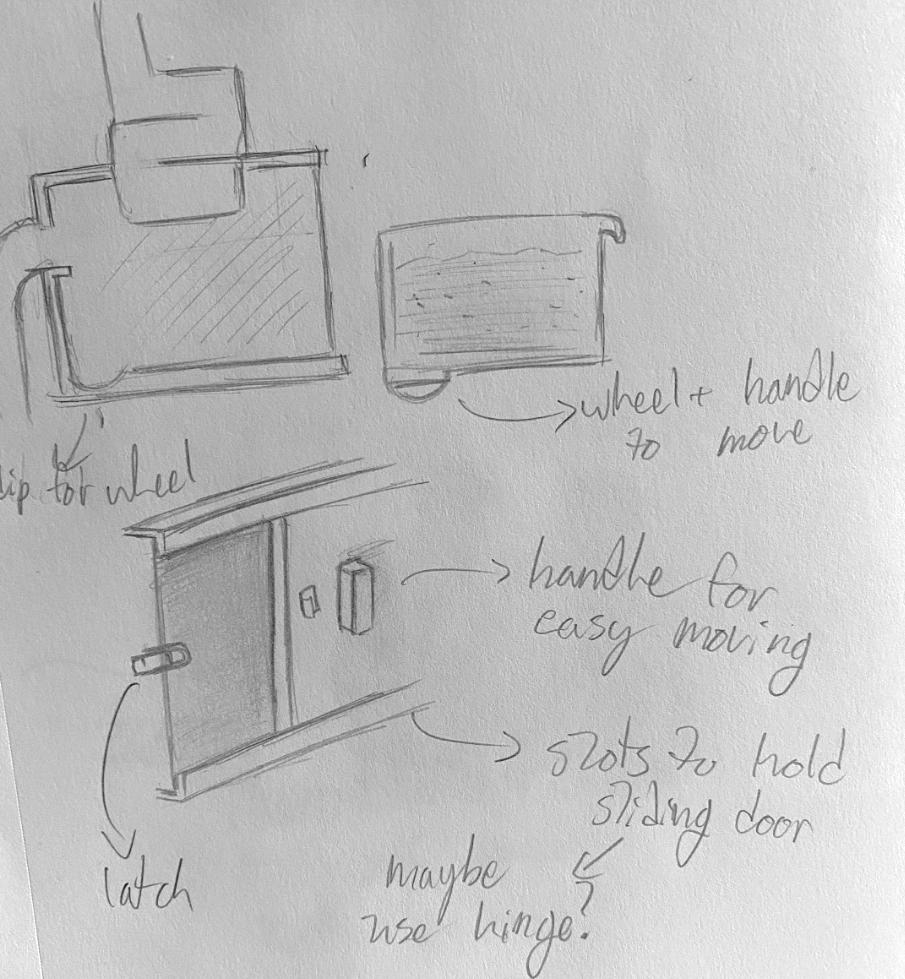 wheel + handle
to move
dip for wheel
handle for
easy moving
slots to hold
sliding door
latch
maybe
use hinge?